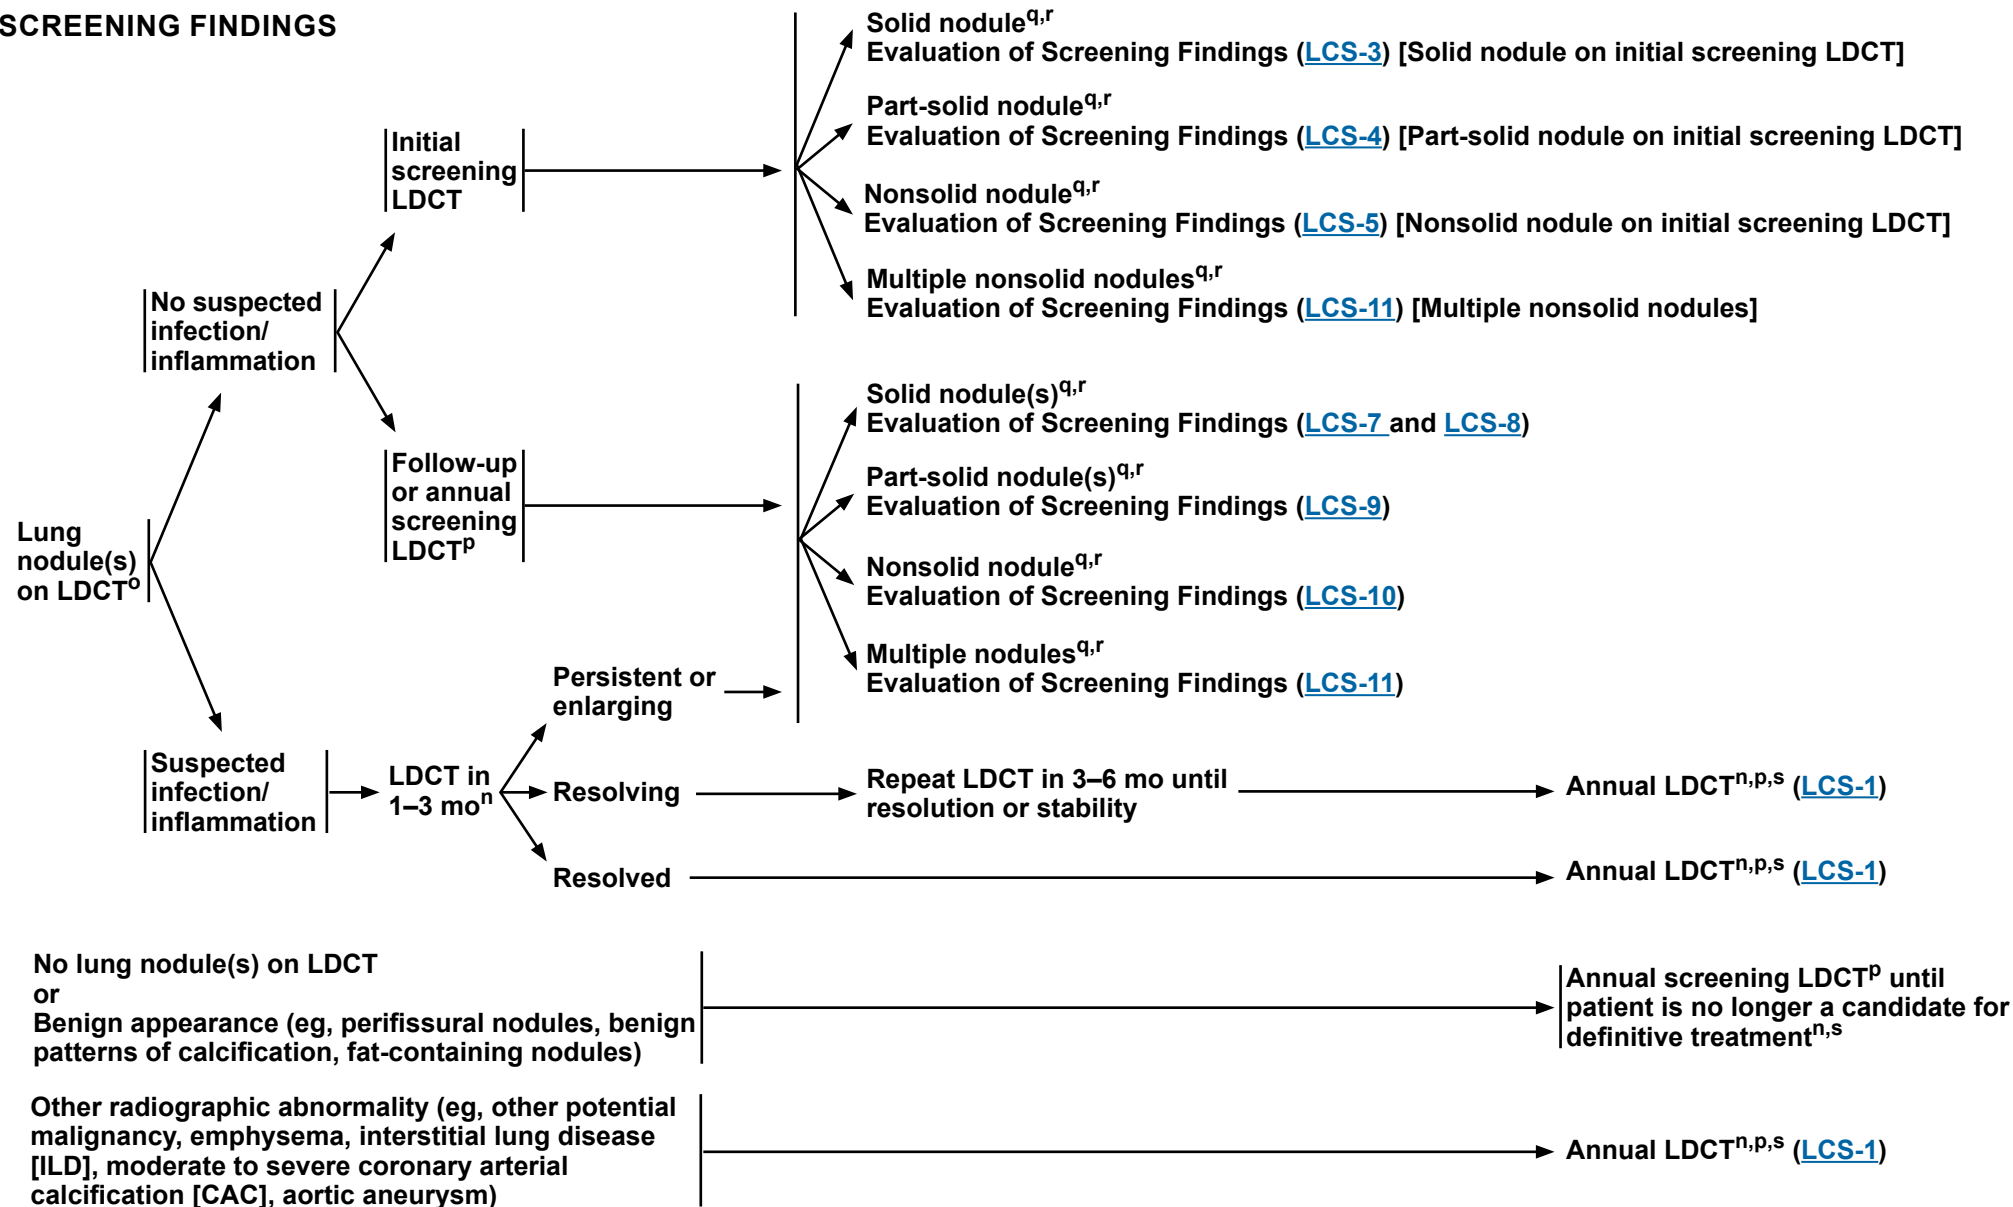 SCREENING FINDINGS
Solid nodule^q,r
Evaluation of Screening Findings (LCS-3) [Solid nodule on initial screening LDCT]
Part-solid nodule^q,r
Evaluation of Screening Findings (LCS-4) [Part-solid nodule on initial screening LDCT]
Initial
screening
LDCT
Nonsolid nodule^q,r
Evaluation of Screening Findings (LCS-5) [Nonsolid nodule on initial screening LDCT]
Multiple nonsolid nodules^q,r
Evaluation of Screening Findings (LCS-11) [Multiple nonsolid nodules]
No suspected
infection/
inflammation
Solid nodule(s)^q,r
Evaluation of Screening Findings (LCS-7 and LCS-8)
Follow-up
or annual
screening
LDCT^p
Part-solid nodule(s)^q,r
Evaluation of Screening Findings (LCS-9)
Lung
nodule(s)
on LDCT^o
Nonsolid nodule^q,r
Evaluation of Screening Findings (LCS-10)
Multiple nodules^q,r
Evaluation of Screening Findings (LCS-11)
Persistent or
enlarging
Suspected
infection/
inflammation
LDCT in
1–3 mo^n
Resolving
Repeat LDCT in 3–6 mo until
resolution or stability
Annual LDCT^n,p,s (LCS-1)
Resolved
Annual LDCT^n,p,s (LCS-1)
No lung nodule(s) on LDCT
or
Benign appearance (eg, perifissural nodules, benign
patterns of calcification, fat-containing nodules)
Annual screening LDCT^p until
patient is no longer a candidate for
definitive treatment^n,s
Other radiographic abnormality (eg, other potential
malignancy, emphysema, interstitial lung disease
[ILD], moderate to severe coronary arterial
calcification [CAC], aortic aneurysm)
Annual LDCT^n,p,s (LCS-1)